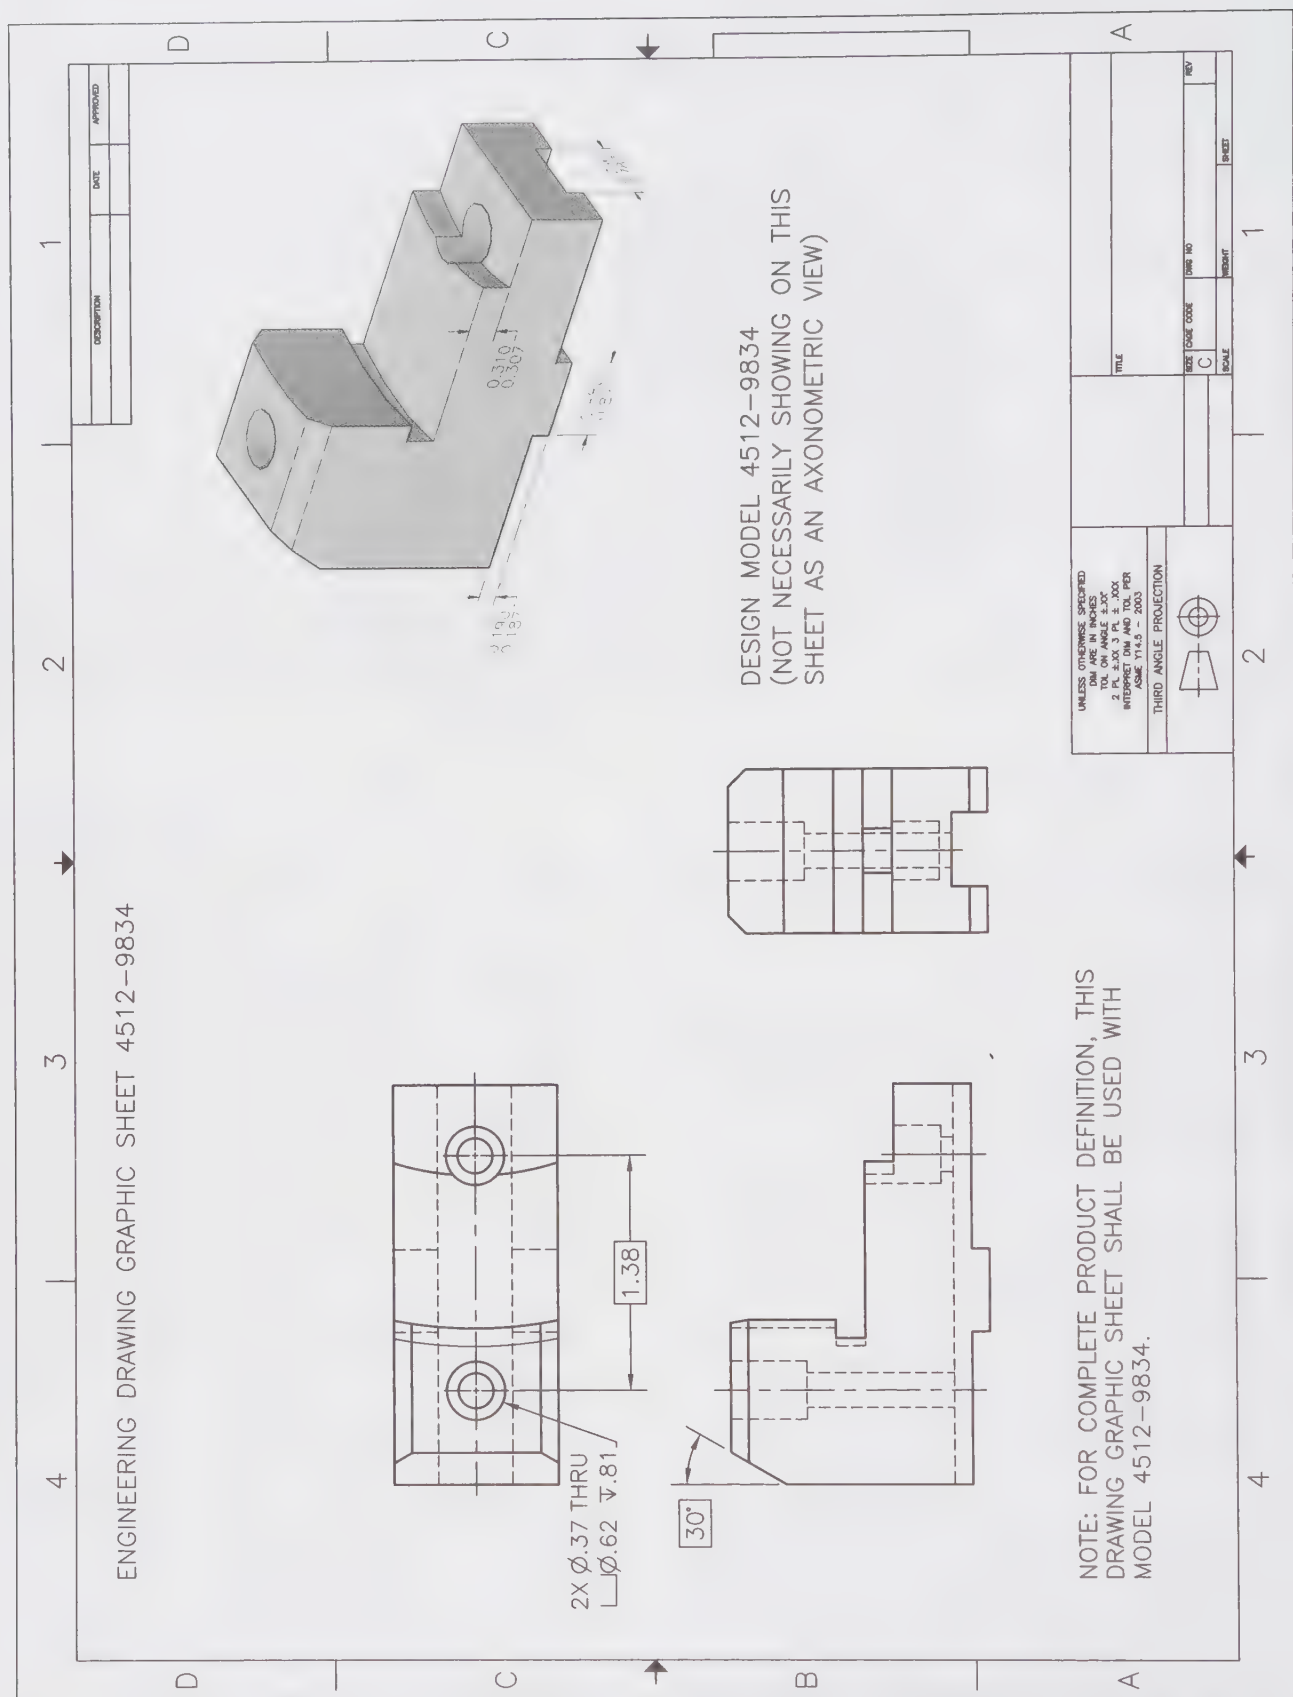 4
3
2
1
D
C
B
A
D
C
A
4
3
2
1
ENGINEERING DRAWING GRAPHIC SHEET 4512-9834
DESCRIPTION
DATE
APPROVED
2X Ø.37 THRU
⌴Ø.62 ↧.81
1.38
30°
0.310
0.307
DESIGN MODEL 4512-9834
(NOT NECESSARILY SHOWING ON THIS
SHEET AS AN AXONOMETRIC VIEW)
NOTE: FOR COMPLETE PRODUCT DEFINITION, THIS
DRAWING GRAPHIC SHEET SHALL BE USED WITH
MODEL 4512-9834.
UNLESS OTHERWISE SPECIFIED
DIM ARE IN INCHES
TOL ON ANGLE ±.XX°
2 PL ±.XX 3 PL ± .XXX
INTERPRET DIM AND TOL PER
ASME Y14.5 - 2003
THIRD ANGLE PROJECTION
TITLE
SIZE
C
CAGE CODE
DWG NO
REV
SCALE
WEIGHT
SHEET